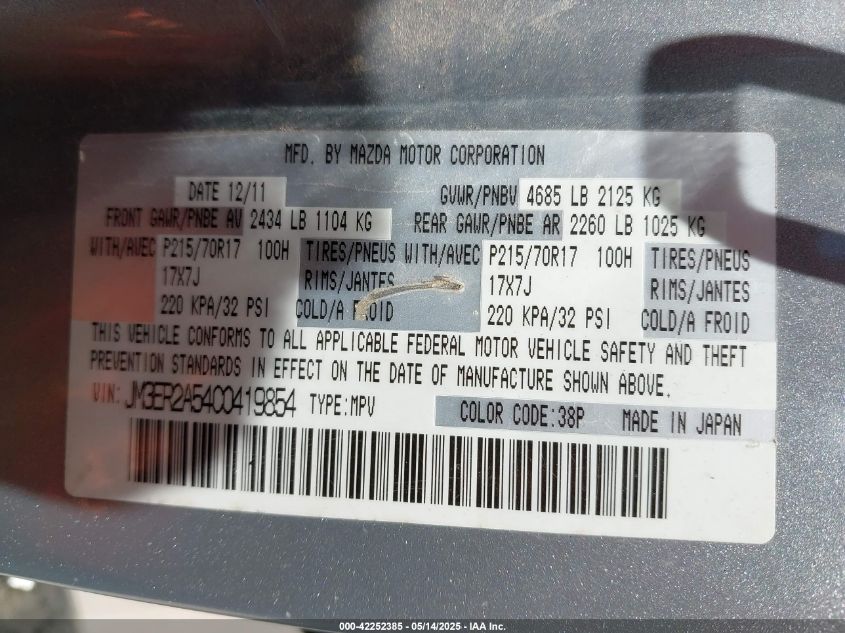 MFD. BY MAZDA MOTOR CORPORATION
DATE 12/11 GVWR/PNBV 4685 LB 2125 KG
FRONT GAWR/PNBE AV 2434 LB 1104 KG REAR GAWR/PNBE AR 2260 LB 1025 KG
WITH/AVEC P215/70R17 100H TIRES/PNEUS WITH/AVEC P215/70R17 100H TIRES/PNEUS
17X7J RIMS/JANTES 17X7J RIMS/JANTES
220 KPA/32 PSI COLD/A FROID 220 KPA/32 PSI COLD/A FROID
THIS VEHICLE CONFORMS TO ALL APPLICABLE FEDERAL MOTOR VEHICLE SAFETY AND THEFT
PREVENTION STANDARDS IN EFFECT ON THE DATE OF MANUFACTURE SHOWN ABOVE.
VIN: JM3ER2A54C0419854 TYPE:MPV COLOR CODE:38P MADE IN JAPAN
000-42252385 - 05/14/2025 - IAA Inc.